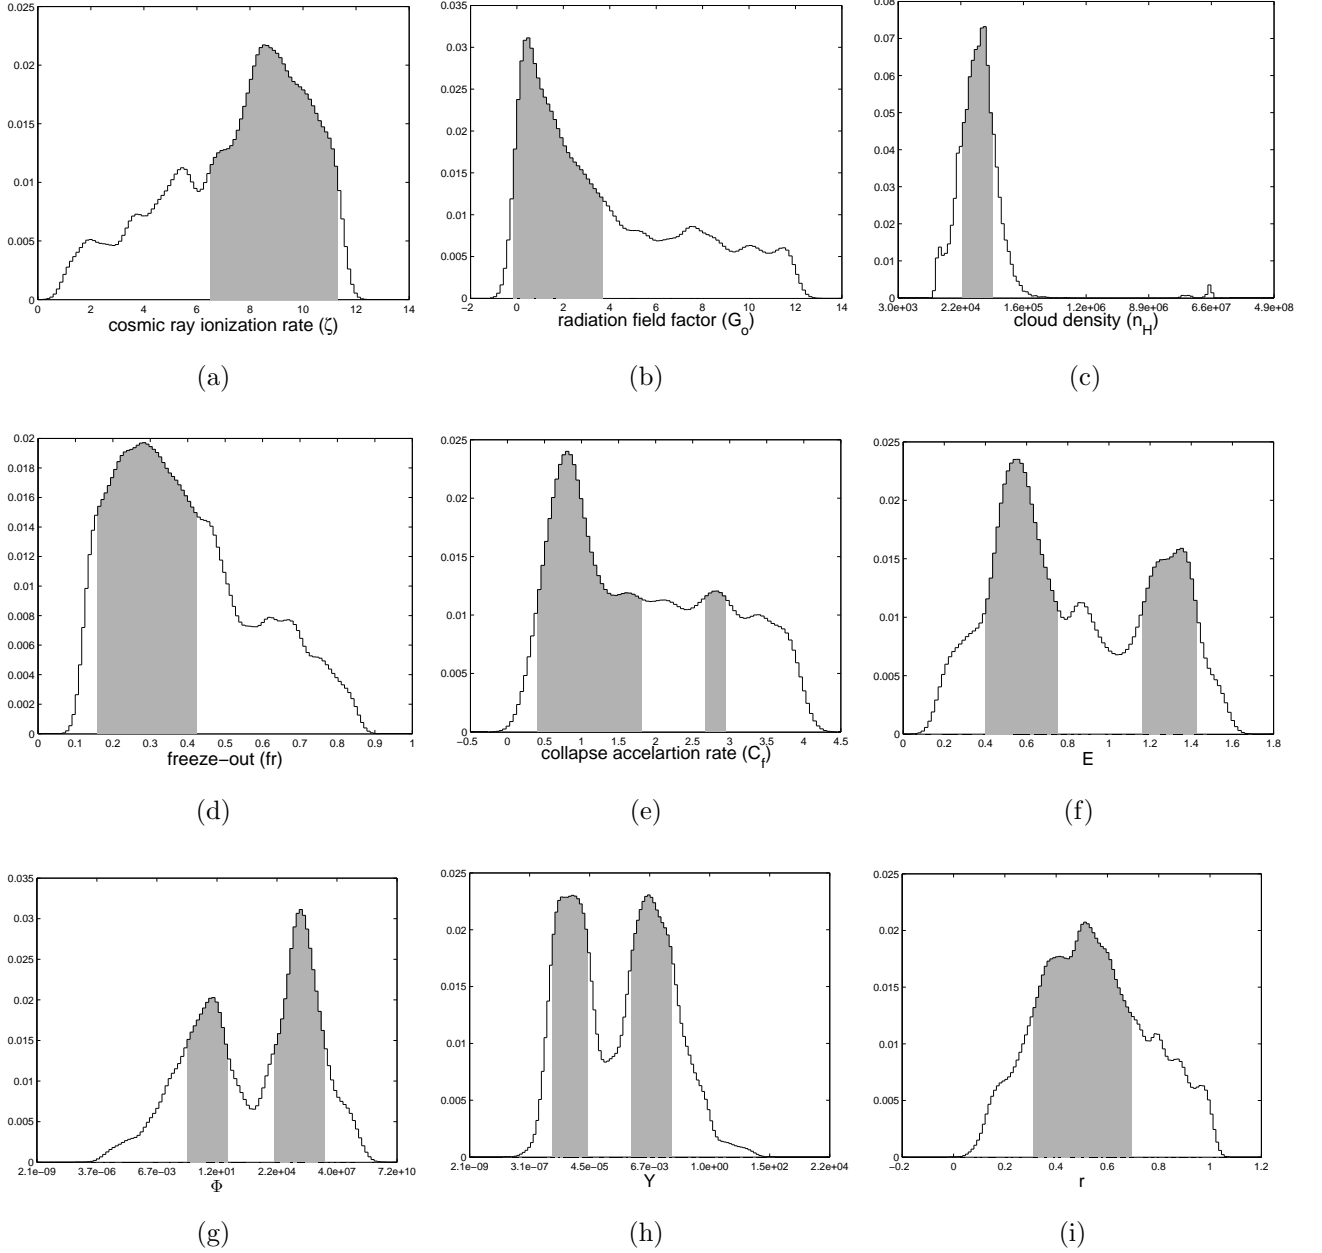 0.025
0.02
0.015
0.01
0.005
0
0 2 4 6 8 10 12 14
cosmic ray ionization rate (ζ)
(a)
0.035
0.03
0.025
0.02
0.015
0.01
0.005
0
−2 0 2 4 6 8 10 12 14
radiation field factor (G_o)
(b)
0.08
0.07
0.06
0.05
0.04
0.03
0.02
0.01
0
3.0e+03 2.2e+04 1.6e+05 1.2e+06 8.9e+06 6.6e+07 4.9e+08
cloud density (n_H)
(c)
0.02
0.018
0.016
0.014
0.012
0.01
0.008
0.006
0.004
0.002
0
0 0.1 0.2 0.3 0.4 0.5 0.6 0.7 0.8 0.9 1
freeze−out (fr)
(d)
0.025
0.02
0.015
0.01
0.005
0
−0.5 0 0.5 1 1.5 2 2.5 3 3.5 4 4.5
collapse accelartion rate (C_f)
(e)
0.025
0.02
0.015
0.01
0.005
0
0 0.2 0.4 0.6 0.8 1 1.2 1.4 1.6 1.8
E
(f)
0.035
0.03
0.025
0.02
0.015
0.01
0.005
0
2.1e−09 3.7e−06 6.7e−03 1.2e+01 2.2e+04 4.0e+07 7.2e+10
Φ
(g)
0.025
0.02
0.015
0.01
0.005
0
2.1e−09 3.1e−07 4.5e−05 6.7e−03 1.0e+00 1.5e+02 2.2e+04
Y
(h)
0.025
0.02
0.015
0.01
0.005
0
−0.2 0 0.2 0.4 0.6 0.8 1 1.2
r
(i)